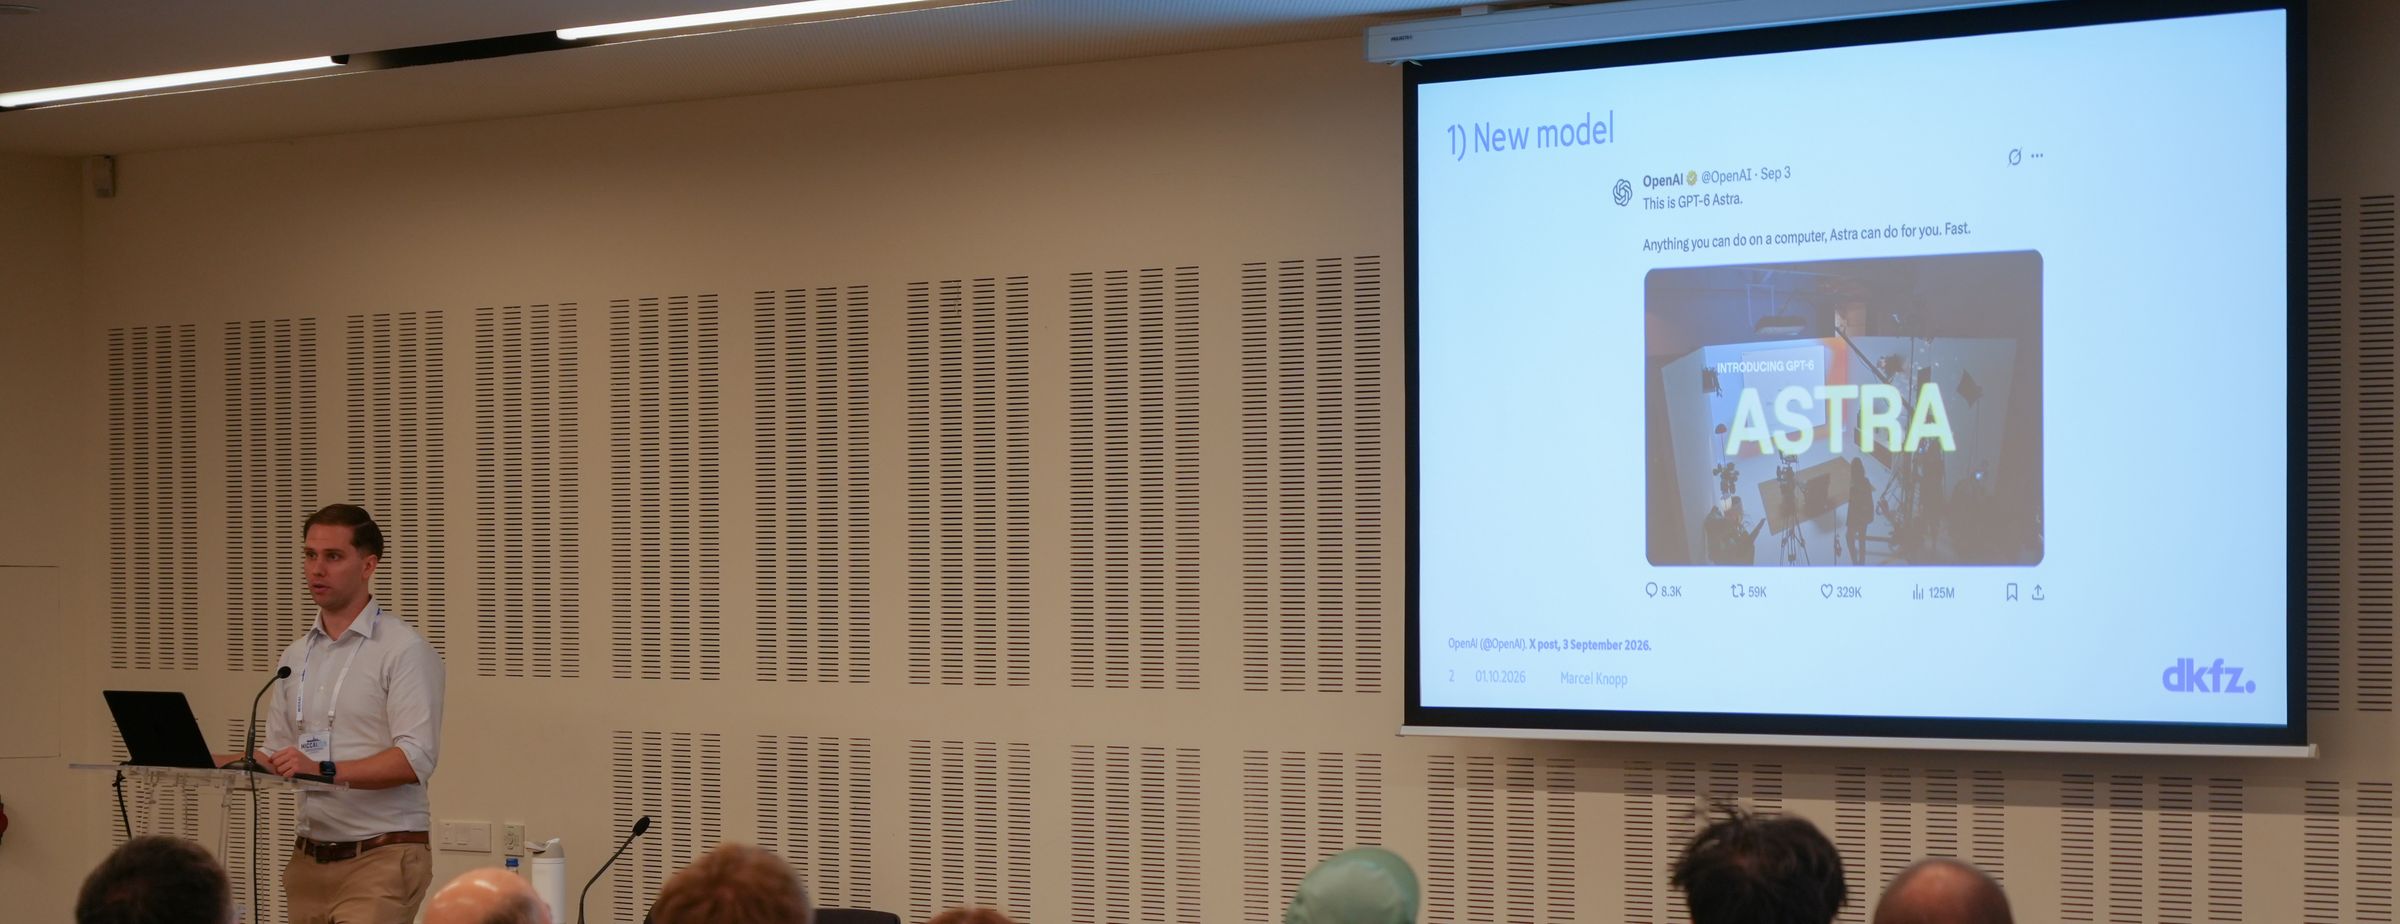 1) New model
OpenAI @OpenAI · Sep 3
This is GPT-6 Astra.
Anything you can do on a computer, Astra can do for you. Fast.
INTRODUCING GPT-6
ASTRA
8.3K 59K 329K 125M
OpenAI (@OpenAI). X post, 3 September 2026.
2 01.10.2026 Marcel Knopp
dkfz.
MICCAI